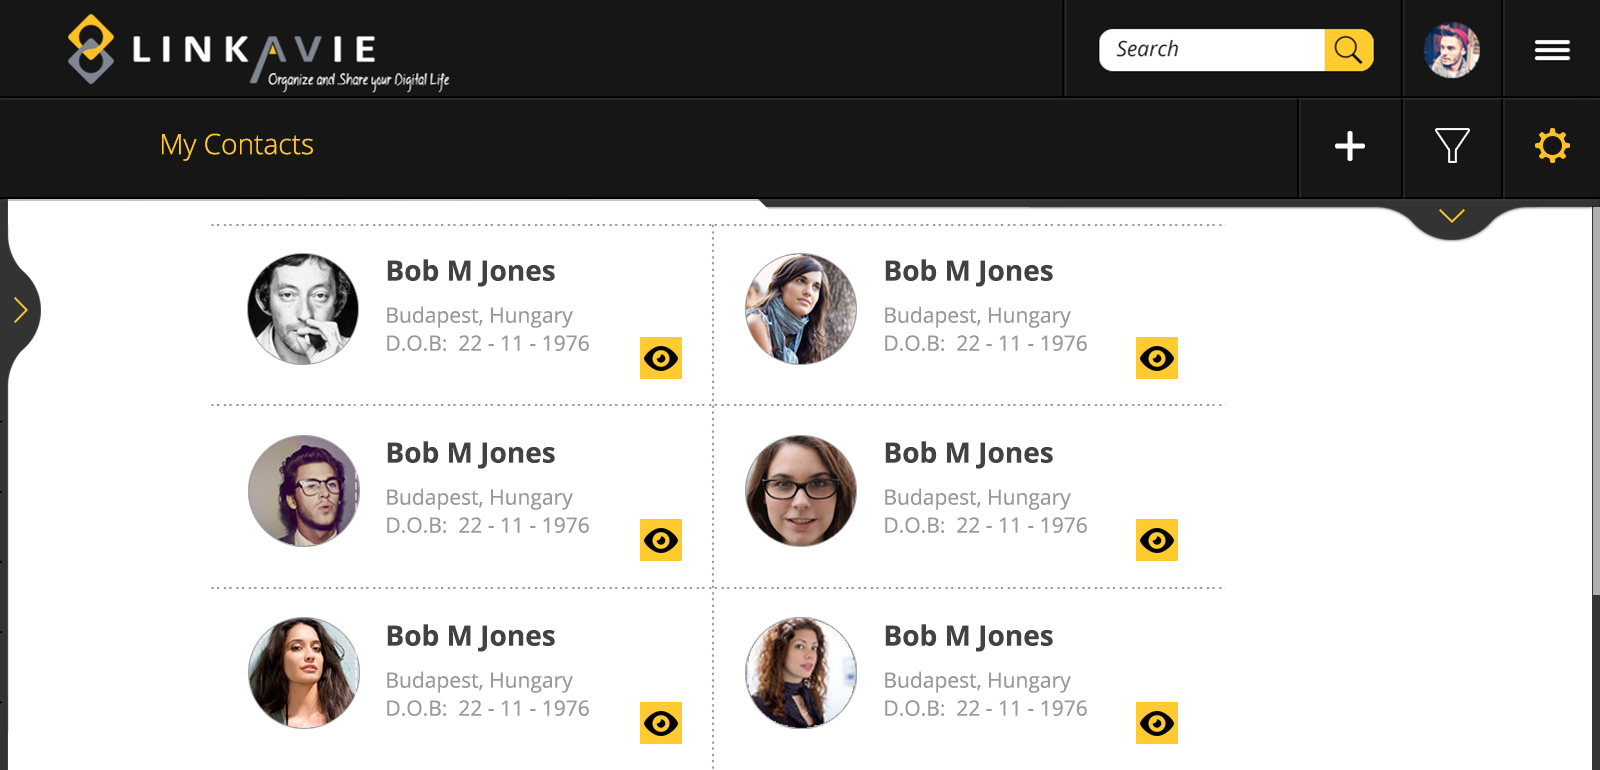 LINKAVIE
Organize and Share your Digital Life
Search
My Contacts
Bob M Jones
Budapest, Hungary
D.O.B: 22 - 11 - 1976
Bob M Jones
Budapest, Hungary
D.O.B: 22 - 11 - 1976
Bob M Jones
Budapest, Hungary
D.O.B: 22 - 11 - 1976
Bob M Jones
Budapest, Hungary
D.O.B: 22 - 11 - 1976
Bob M Jones
Budapest, Hungary
D.O.B: 22 - 11 - 1976
Bob M Jones
Budapest, Hungary
D.O.B: 22 - 11 - 1976